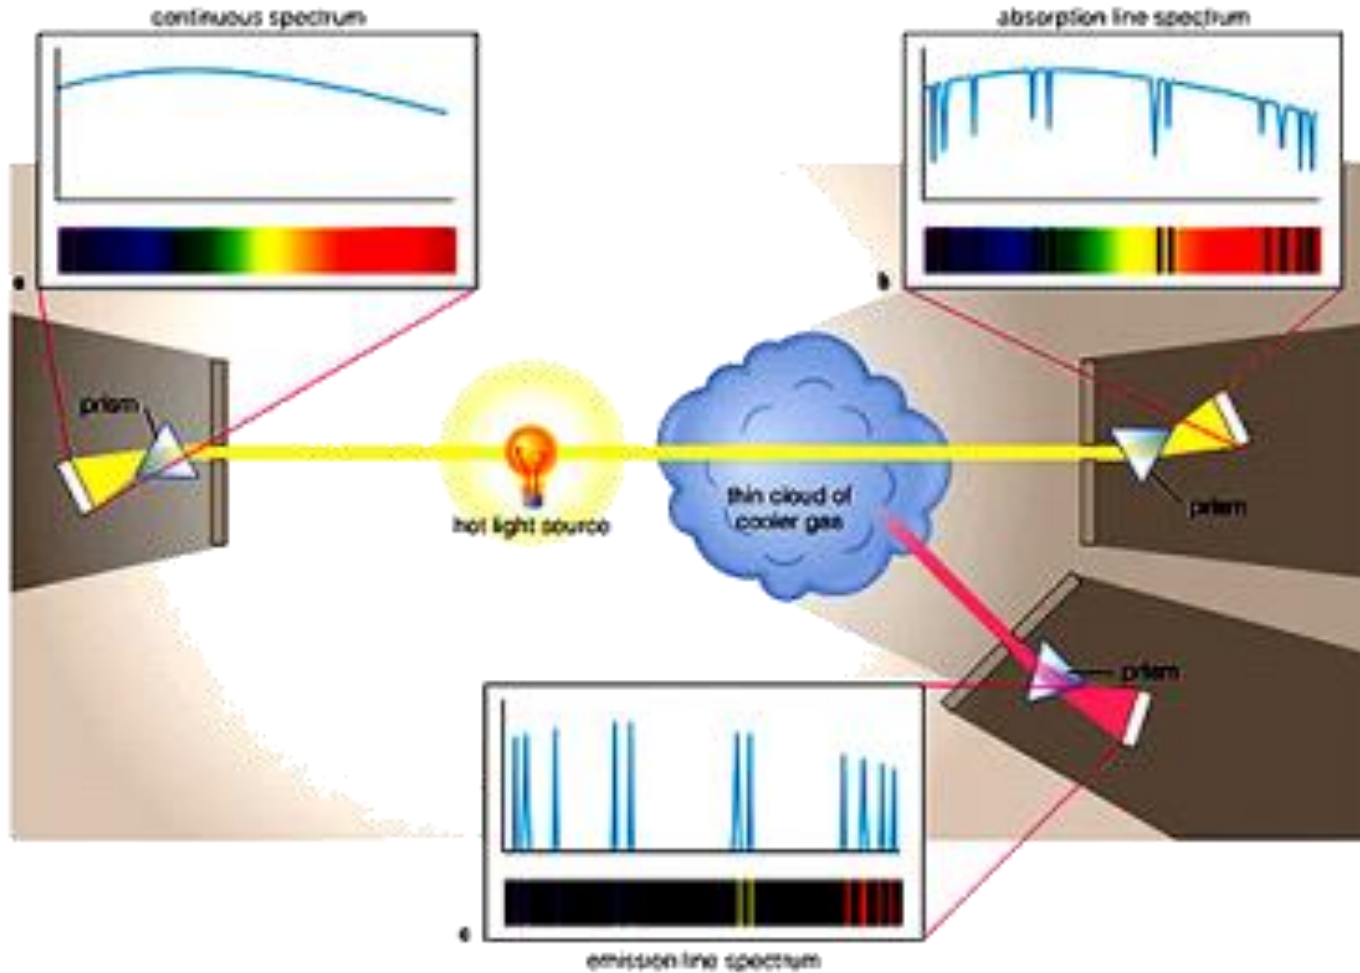 continuous spectrum
absorption line spectrum
a
b
prism
hot light source
thin cloud of
cooler gas
prism
prism
c
emission line spectrum